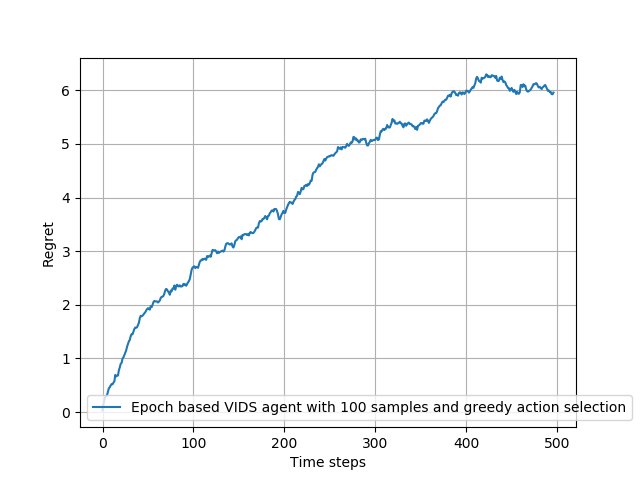 6
5
4
3
2
1
0
Regret
Epoch based VIDS agent with 100 samples and greedy action selection
0 100 200 300 400 500
Time steps